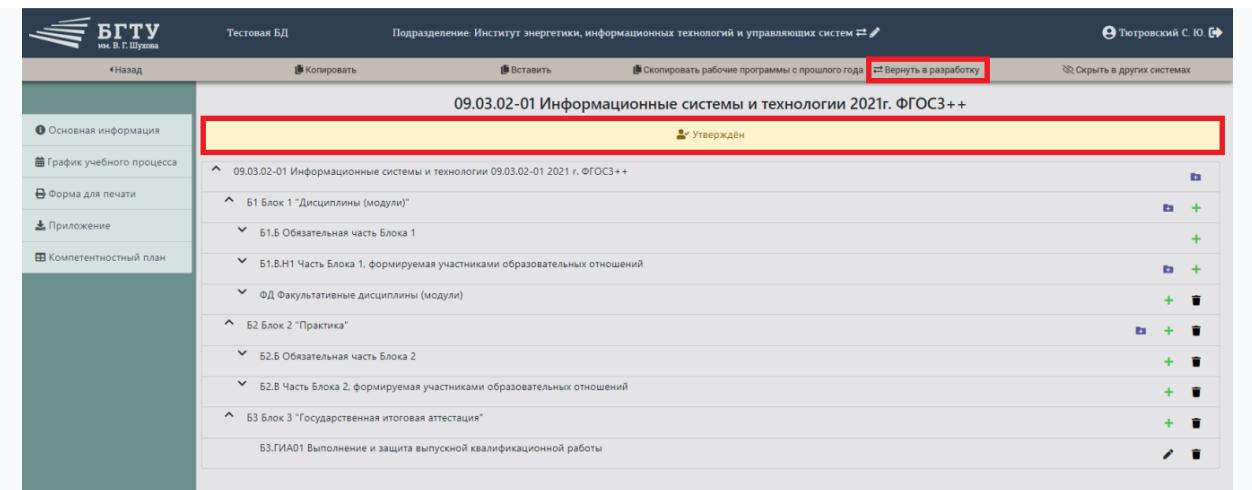 БГТУ
им. В. Г. Шухова
Тестовая БД
Подразделение: Институт энергетики, информационных технологий и управляющих систем
Тютровский С. Ю.
Назад
Копировать
Вставить
Скопировать рабочие программы с прошлого года
Вернуть в разработку
Скрыть в других системах
09.03.02-01 Информационные системы и технологии 2021г. ФГОС3++
Утверждён
Основная информация
График учебного процесса
Форма для печати
Приложение
Компетентностный план
09.03.02-01 Информационные системы и технологии 09.03.02-01 2021 г. ФГОС3++
Б1 Блок 1 "Дисциплины (модули)"
Б1.Б Обязательная часть Блока 1
Б1.В.Н1 Часть Блока 1, формируемая участниками образовательных отношений
ФД Факультативные дисциплины (модули)
Б2 Блок 2 "Практика"
Б2.Б Обязательная часть Блока 2
Б2.В Часть Блока 2, формируемая участниками образовательных отношений
Б3 Блок 3 "Государственная итоговая аттестация"
Б3.ГИА01 Выполнение и защита выпускной квалификационной работы